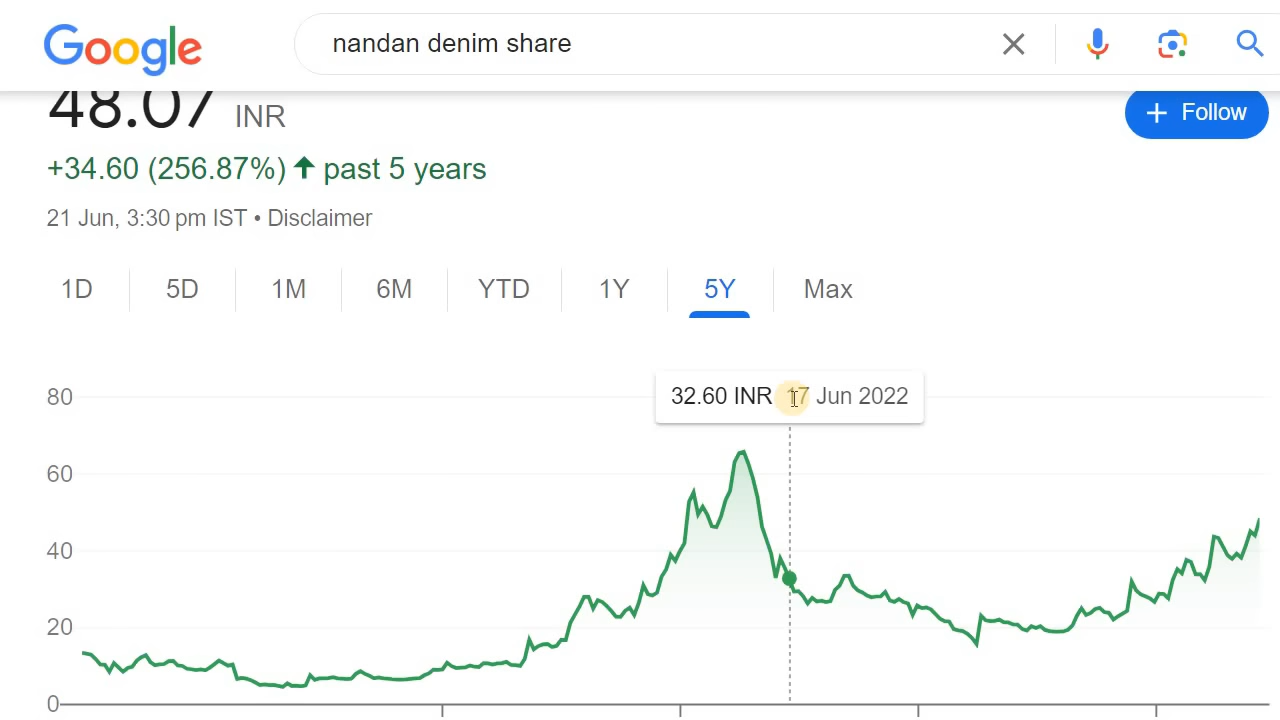 Google
nandan denim share
48.07 INR
+ Follow
+34.60 (256.87%) past 5 years
21 Jun, 3:30 pm IST • Disclaimer
1D 5D 1M 6M YTD 1Y 5Y Max
32.60 INR 17 Jun 2022
80
60
40
20
0